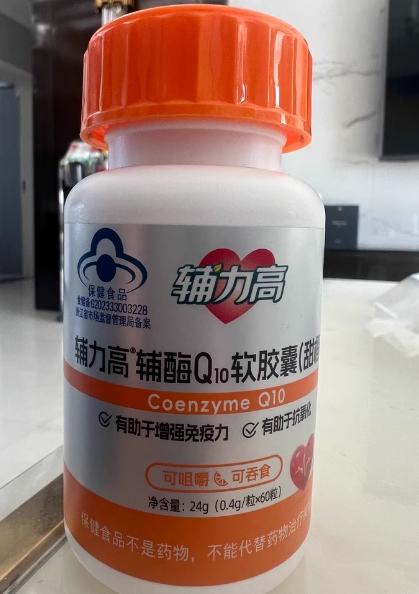 保健食品
食健备G202333003228
浙江省市场监督管理局备案
辅力高
辅力高®辅酶Q10软胶囊(甜橙
Coenzyme Q10
有助于增强免疫力 有助于抗氧化
可咀嚼 可吞食
净含量：24g（0.4g/粒×60粒）
保健食品不是药物，不能代替药物治疗